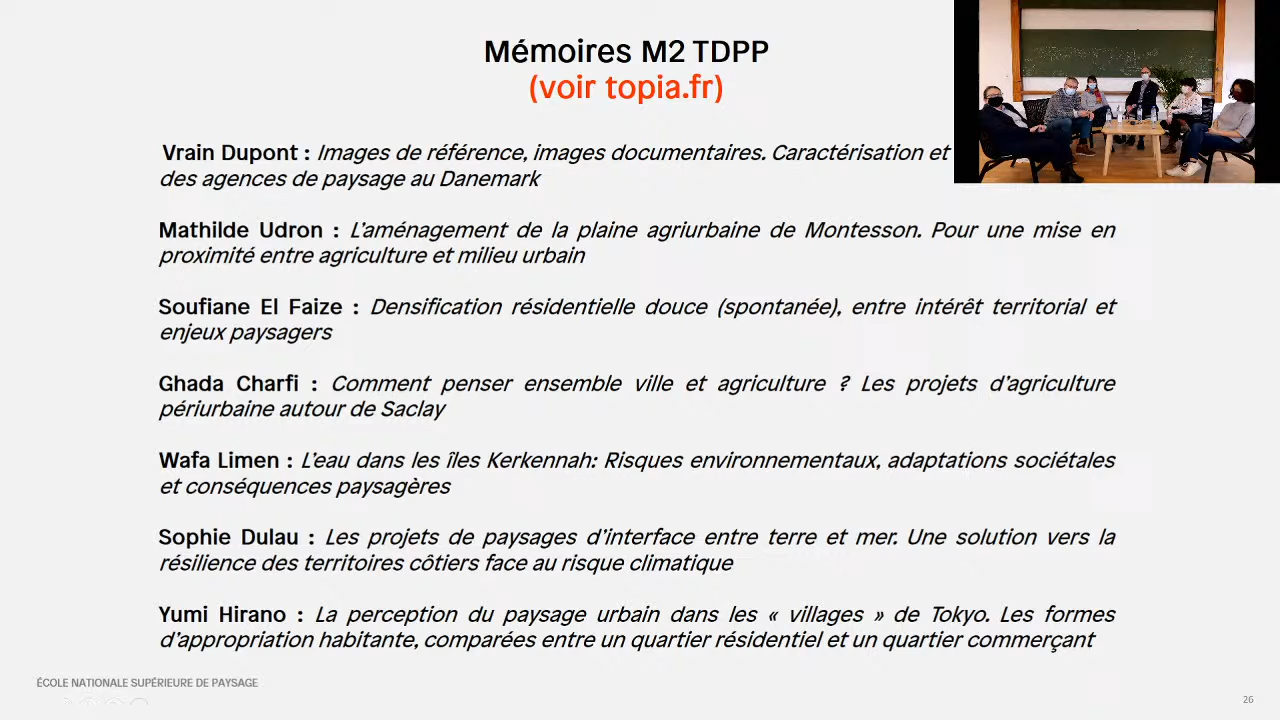 Mémoires M2 TDPP
(voir topia.fr)
Vrain Dupont : Images de référence, images documentaires. Caractérisation et
des agences de paysage au Danemark
Mathilde Udron : L'aménagement de la plaine agriurbaine de Montesson. Pour une mise en
proximité entre agriculture et milieu urbain
Soufiane El Faize : Densification résidentielle douce (spontanée), entre intérêt territorial et
enjeux paysagers
Ghada Charfi : Comment penser ensemble ville et agriculture ? Les projets d'agriculture
périurbaine autour de Saclay
Wafa Limen : L'eau dans les îles Kerkennah: Risques environnementaux, adaptations sociétales
et conséquences paysagères
Sophie Dulau : Les projets de paysages d'interface entre terre et mer. Une solution vers la
résilience des territoires côtiers face au risque climatique
Yumi Hirano : La perception du paysage urbain dans les « villages » de Tokyo. Les formes
d'appropriation habitante, comparées entre un quartier résidentiel et un quartier commerçant
ÉCOLE NATIONALE SUPÉRIEURE DE PAYSAGE
26